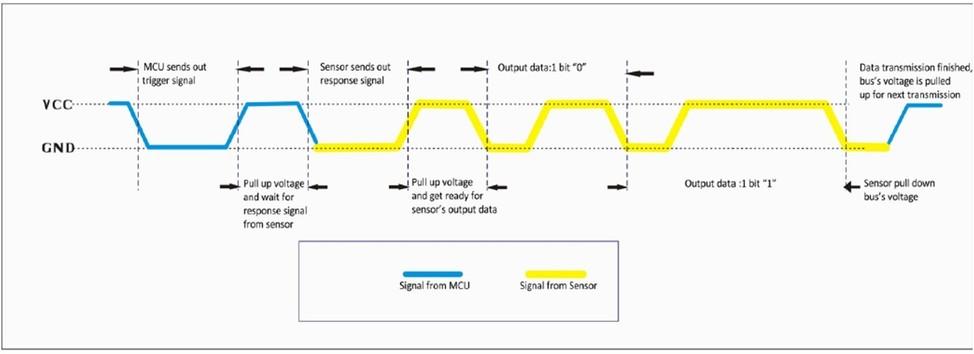 MCU sends out
trigger signal
Sensor sends out
response signal
Output data:1 bit "0"
Data transmission finished,
bus's voltage is pulled
up for next transmission
VCC
GND
Pull up voltage
and wait for
response signal
from sensor
Pull up voltage
and get ready for
sensor's output data
Output data :1 bit "1"
Sensor pull down
bus's voltage
Signal from MCU
Signal from Sensor